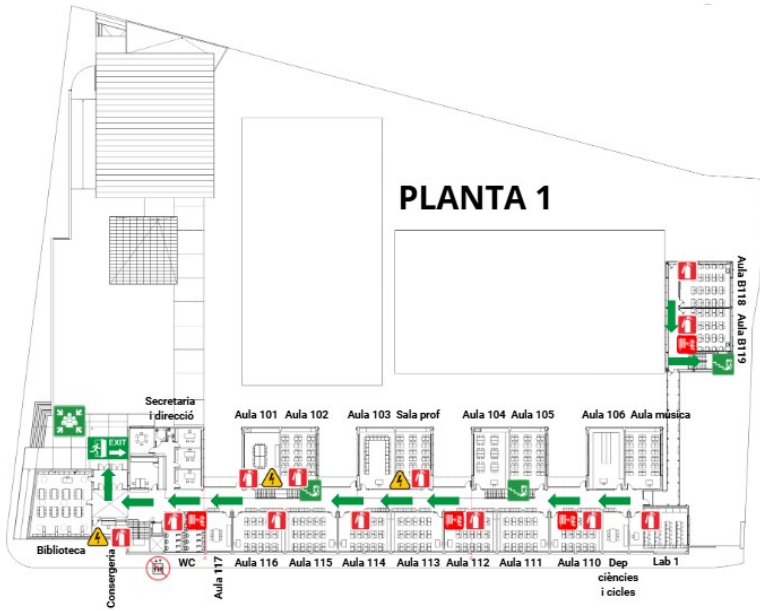 PLANTA 1
Aula B118
Aula B119
Secretaria
i direcció
Aula 101
Aula 102
Aula 103
Sala prof
Aula 104
Aula 105
Aula 106
Aula música
EXIT
Biblioteca
Consergeria
WC
Aula 117
Aula 116
Aula 115
Aula 114
Aula 113
Aula 112
Aula 111
Aula 110
Dep
ciències
i cicles
Lab 1